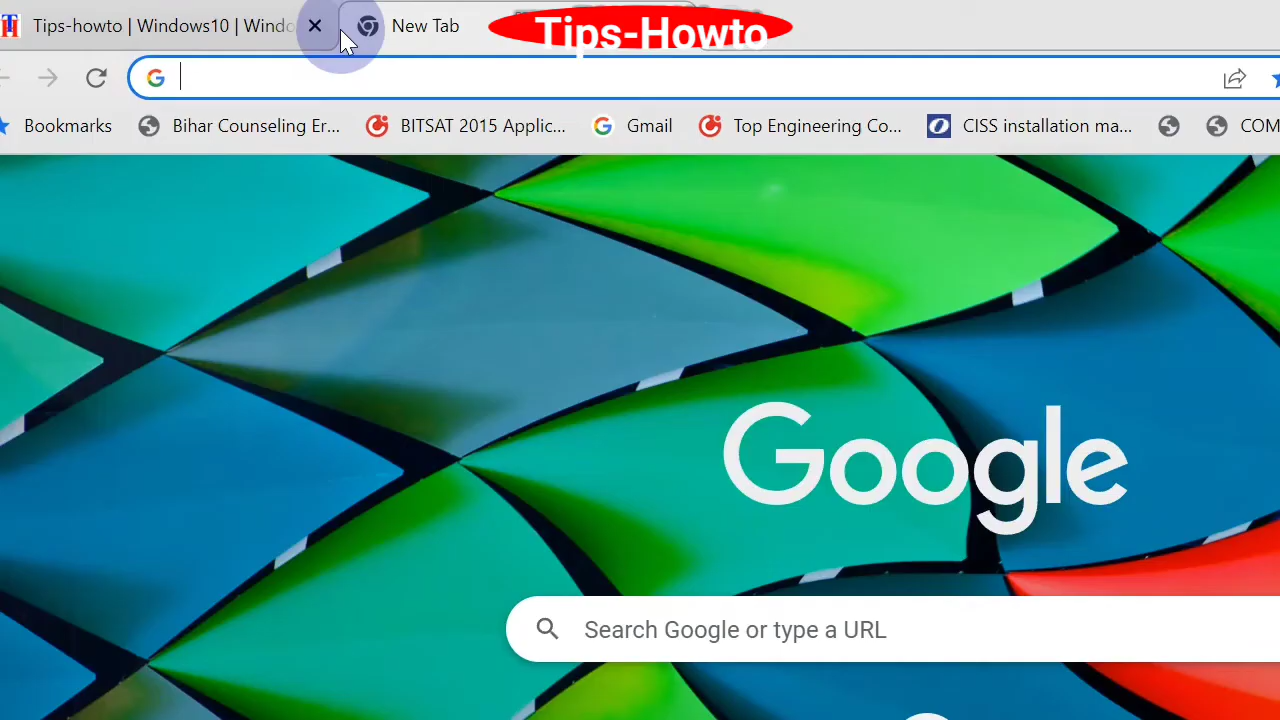 Tips-howto | Windows10 | Windo
New Tab
Tips-Howto
Bookmarks
Bihar Counseling Er...
BITSAT 2015 Applic...
Gmail
Top Engineering Co...
CISS installation ma...
COM
Google
Search Google or type a URL